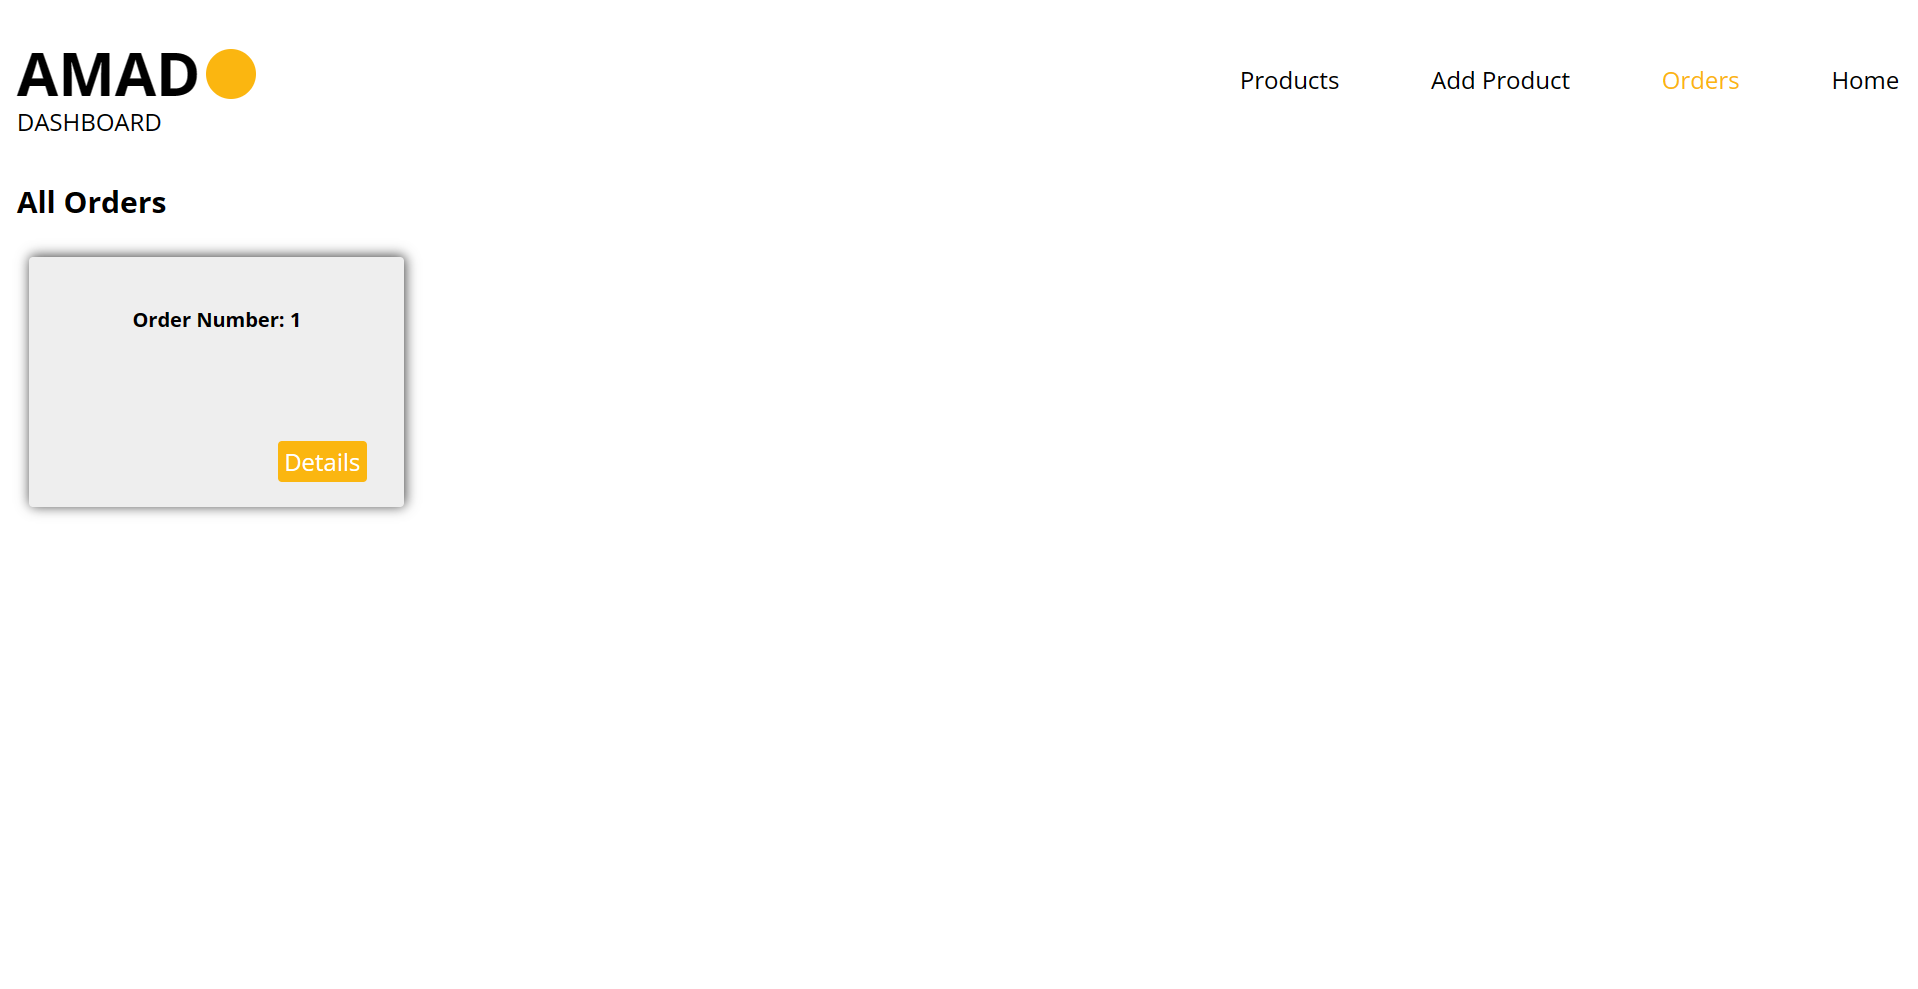 AMAD
DASHBOARD
Products Add Product Orders Home
All Orders
Order Number: 1
Details